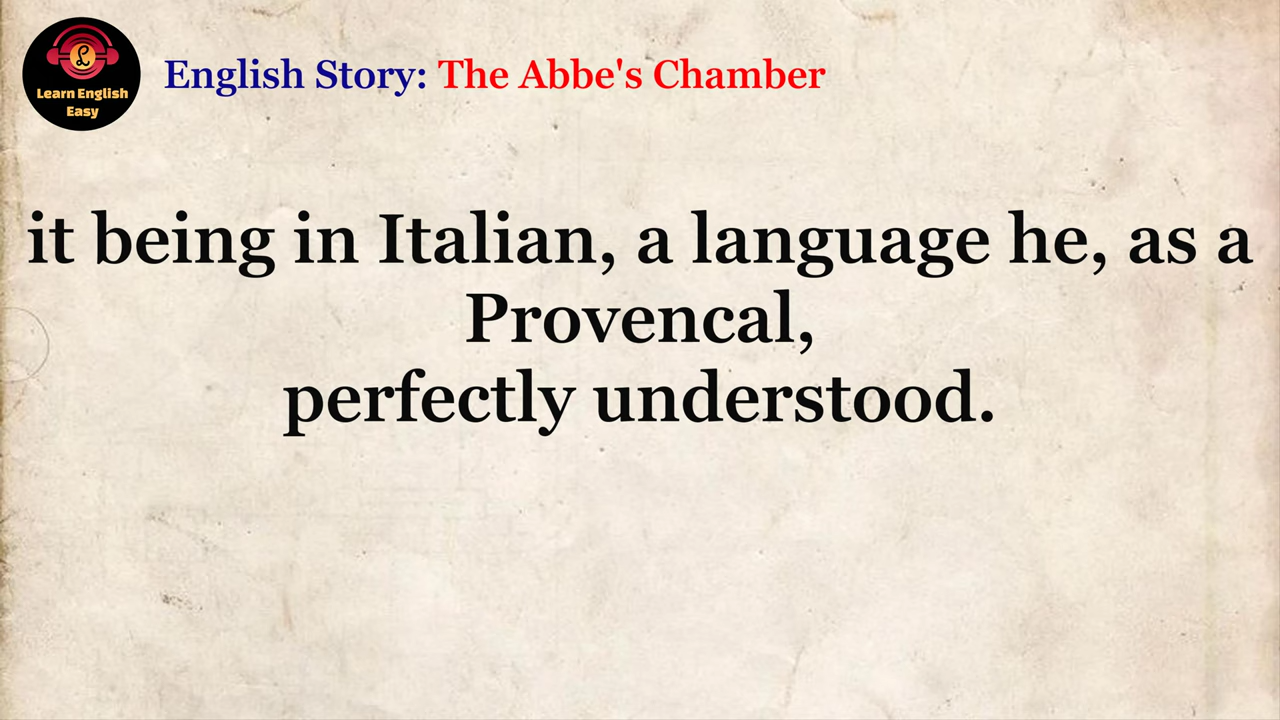 Learn English
Easy
English Story: The Abbe's Chamber
it being in Italian, a language he, as a
Provencal,
perfectly understood.